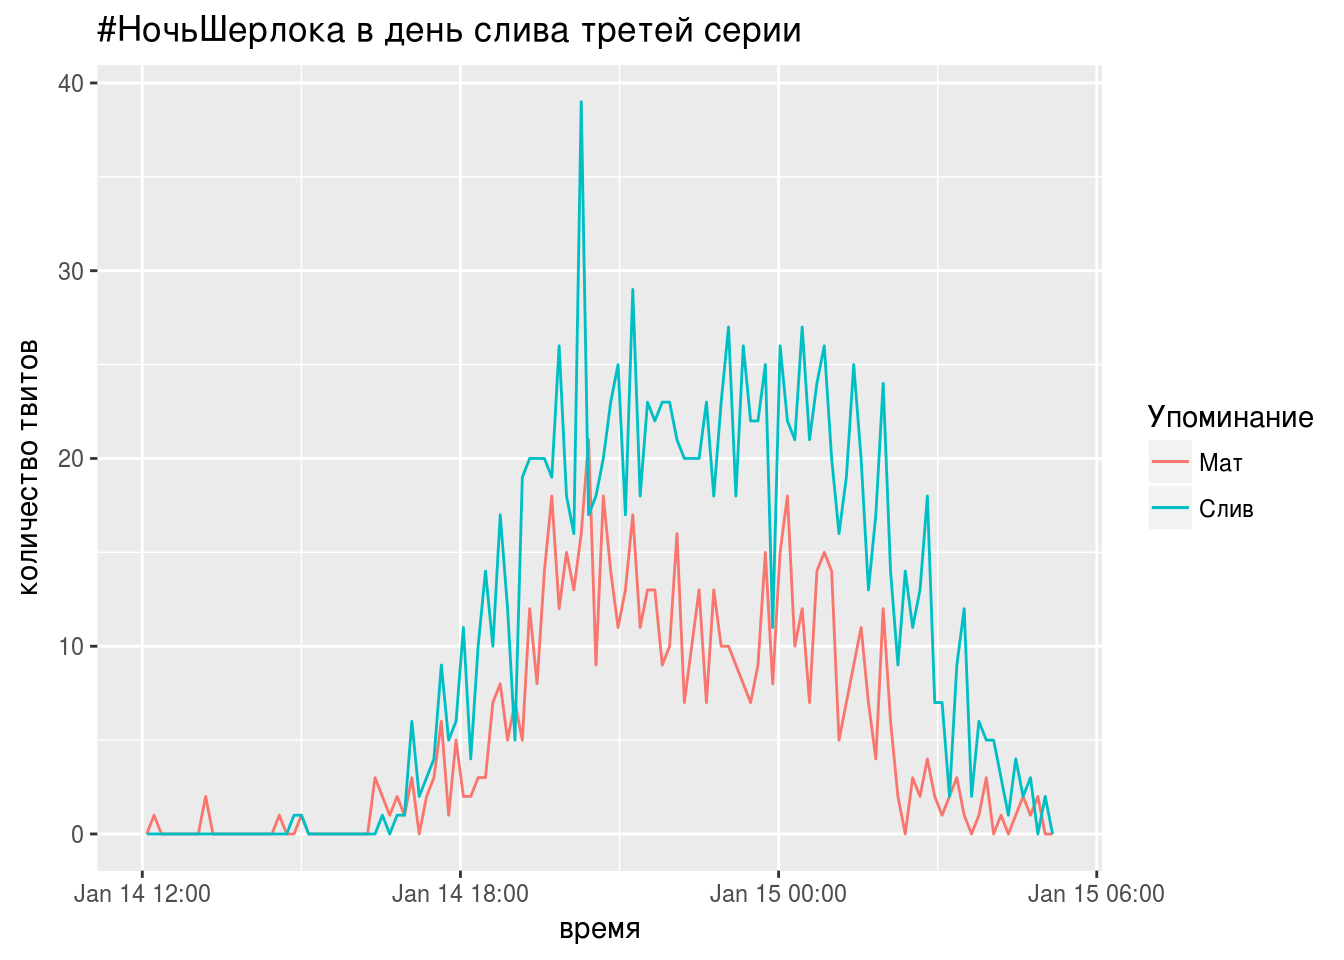 #НочьШерлока в день слива третей серии
количество твитов
40
30
20
10
0
Jan 14 12:00
Jan 14 18:00
Jan 15 00:00
Jan 15 06:00
время
Упоминание
Мат
Слив